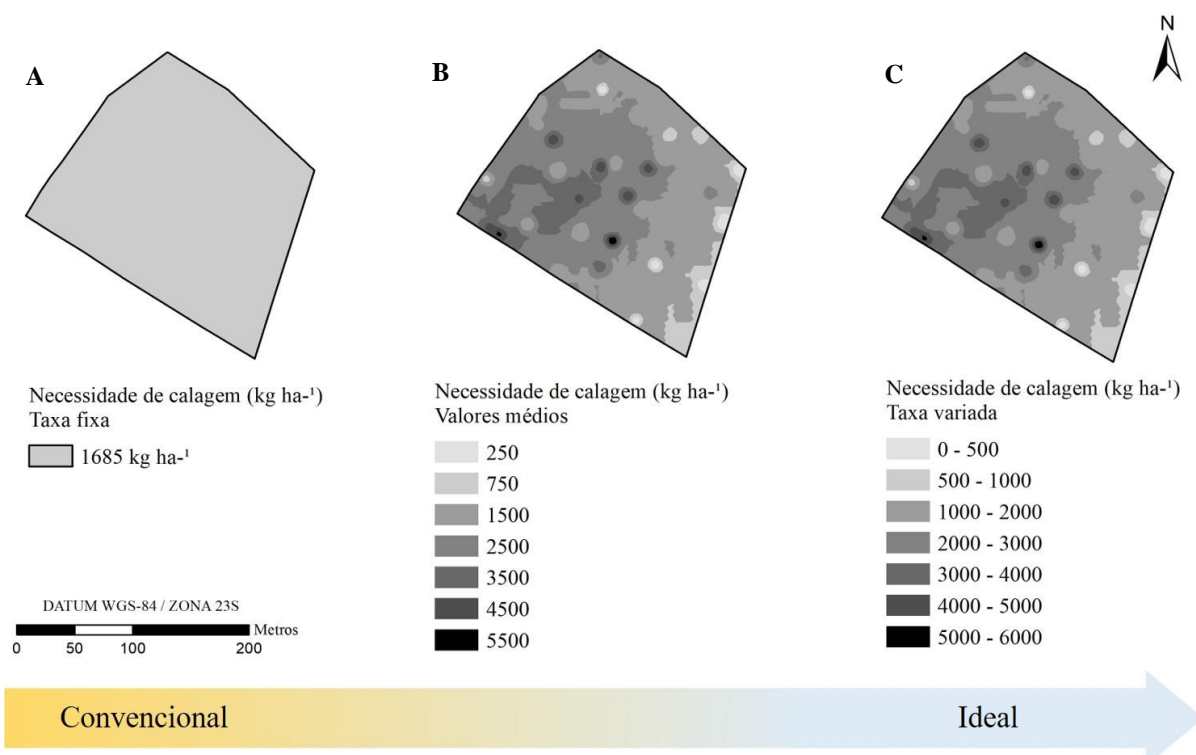 N
A
B
C
Necessidade de calagem (kg ha-¹)
Taxa fixa
1685 kg ha-¹
Necessidade de calagem (kg ha-¹)
Valores médios
250
750
1500
2500
3500
4500
5500
Necessidade de calagem (kg ha-¹)
Taxa variada
0 - 500
500 - 1000
1000 - 2000
2000 - 3000
3000 - 4000
4000 - 5000
5000 - 6000
DATUM WGS-84 / ZONA 23S
Metros
0 50 100 200
Convencional
Ideal